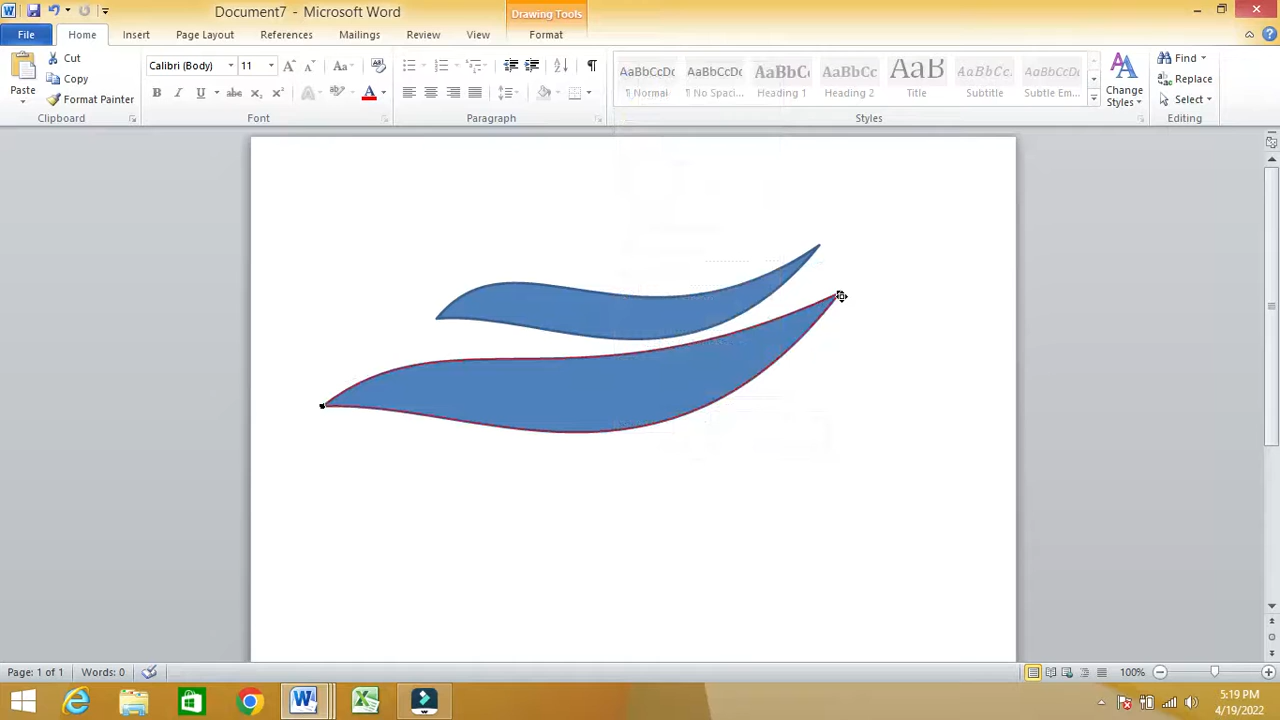 Document7 - Microsoft Word
Drawing Tools
File Home Insert Page Layout References Mailings Review View Format
Paste
Cut
Copy
Format Painter
Clipboard
Calibri (Body) 11
Font
Paragraph
AaBbCcDc AaBbCcDc AaBbC AaBbCc AaB AaBbCc. AaBbCcDc
¶ Normal ¶ No Spaci... Heading Heading 2 Title Subtitle Subtle Em...
Styles
Change
Styles
Find
Replace
Select
Editing
Page: 1 of 1 Words: 0 100%
5:19 PM
4/19/2022